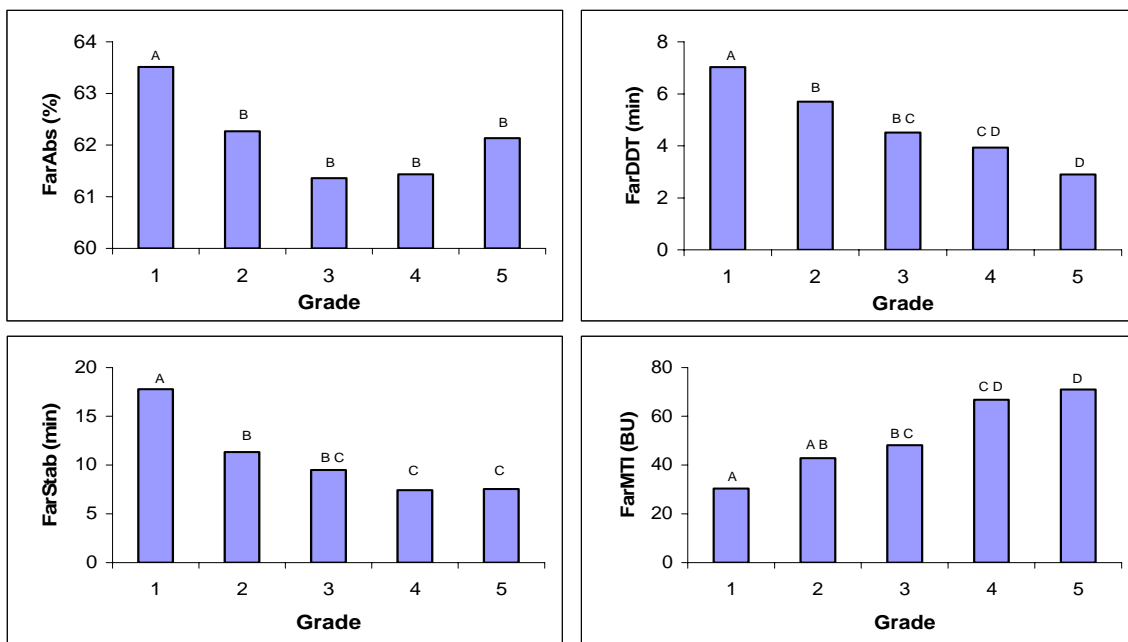 FarAbs (%)
64
63
62
61
60
A
B
B
B
B
1 2 3 4 5
Grade
FarDDT (min)
8
6
4
2
0
A
B
B C
C D
D
1 2 3 4 5
Grade
FarStab (min)
20
15
10
5
0
A
B
B C
C
C
1 2 3 4 5
Grade
FarMTI (BU)
80
60
40
20
0
A
A B
B C
C D
D
1 2 3 4 5
Grade